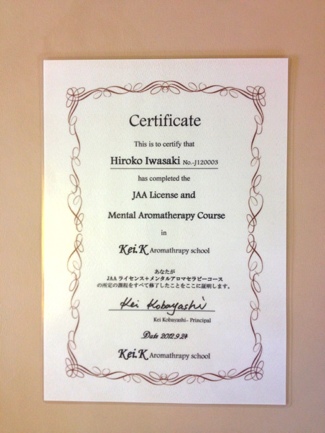 Certificate
This is to certify that
Hiroko Iwasaki No.-J120003
has completed the
JAA License and
Mental Aromatherapy Course
in
Kei.K Aromathrapy school
あなたが
JAA ライセンス+メンタルアロマセラピーコース
の所定の課程をすべて修了したことをここに証明します。
Kei Kobayashi
Kei Kobayashi- Principal
Date 2012.9.24
Kei.K Aromathrapy school